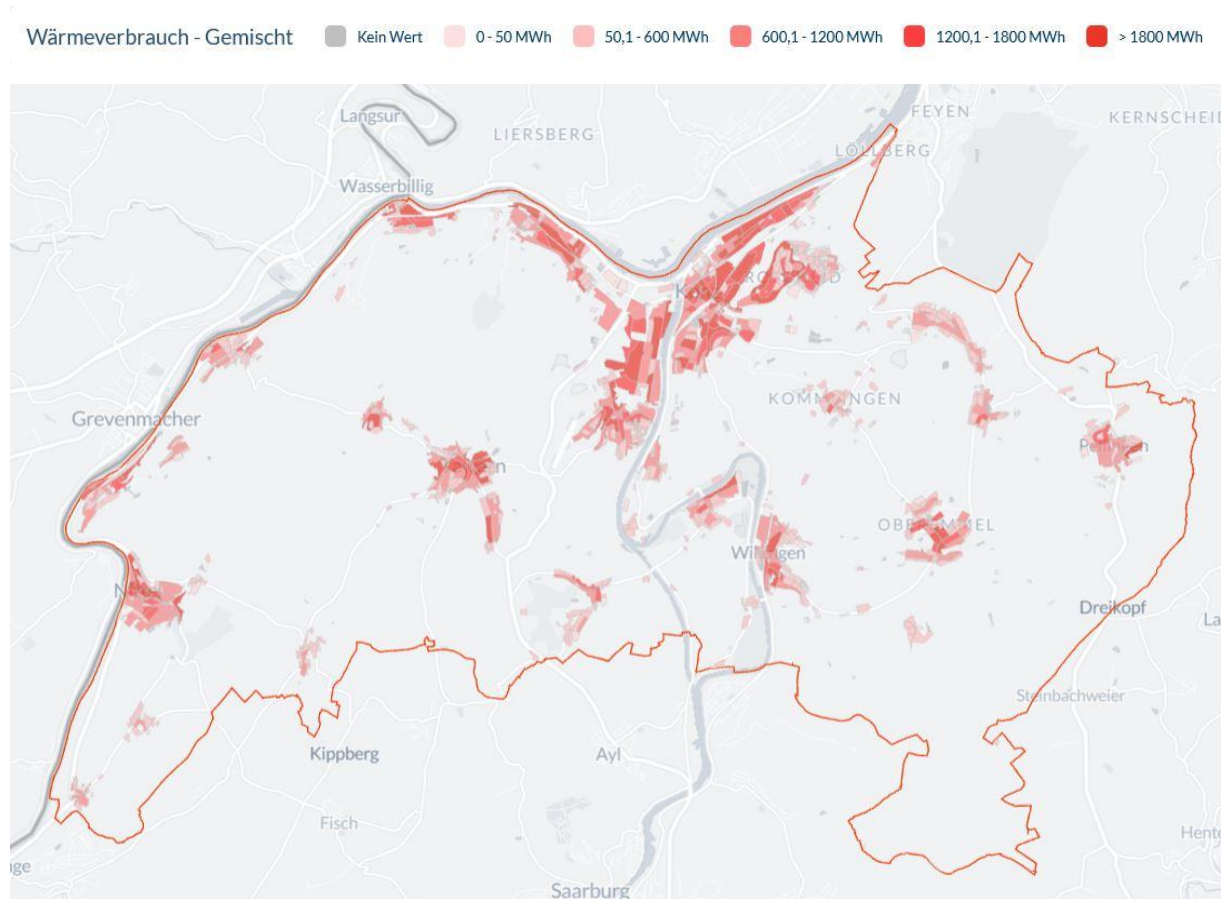 Wärmeverbrauch - Gemischt
Kein Wert
0 - 50 MWh
50,1 - 600 MWh
600,1 - 1200 MWh
1200,1 - 1800 MWh
> 1800 MWh
Langsur
LIERSBERG
FEYEN
KERNSCHEID
LÖLLBERG
Wasserbillig
KOMMLINGEN
Grevenmacher
OBEREMMEL
Dreikopf
Steinbachweier
Kippberg
Ayl
Fisch
Saarburg